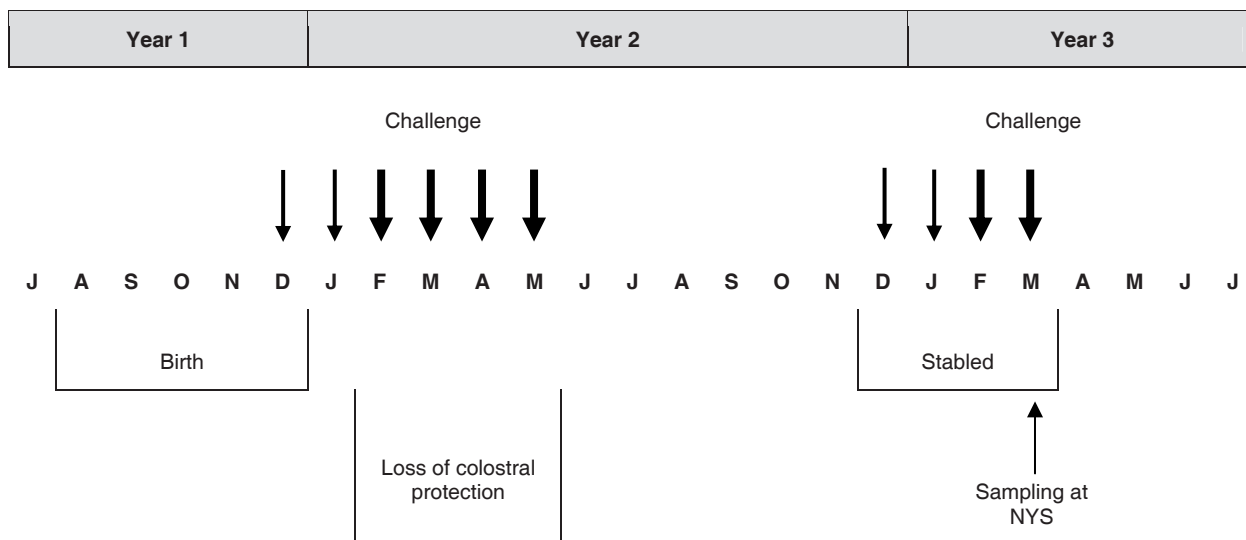 Year 1 Year 2 Year 3
Challenge Challenge
J A S O N D J F M A M J J A S O N D J F M A M J J
Birth Stabled
Loss of colostral
protection
Sampling at
NYS